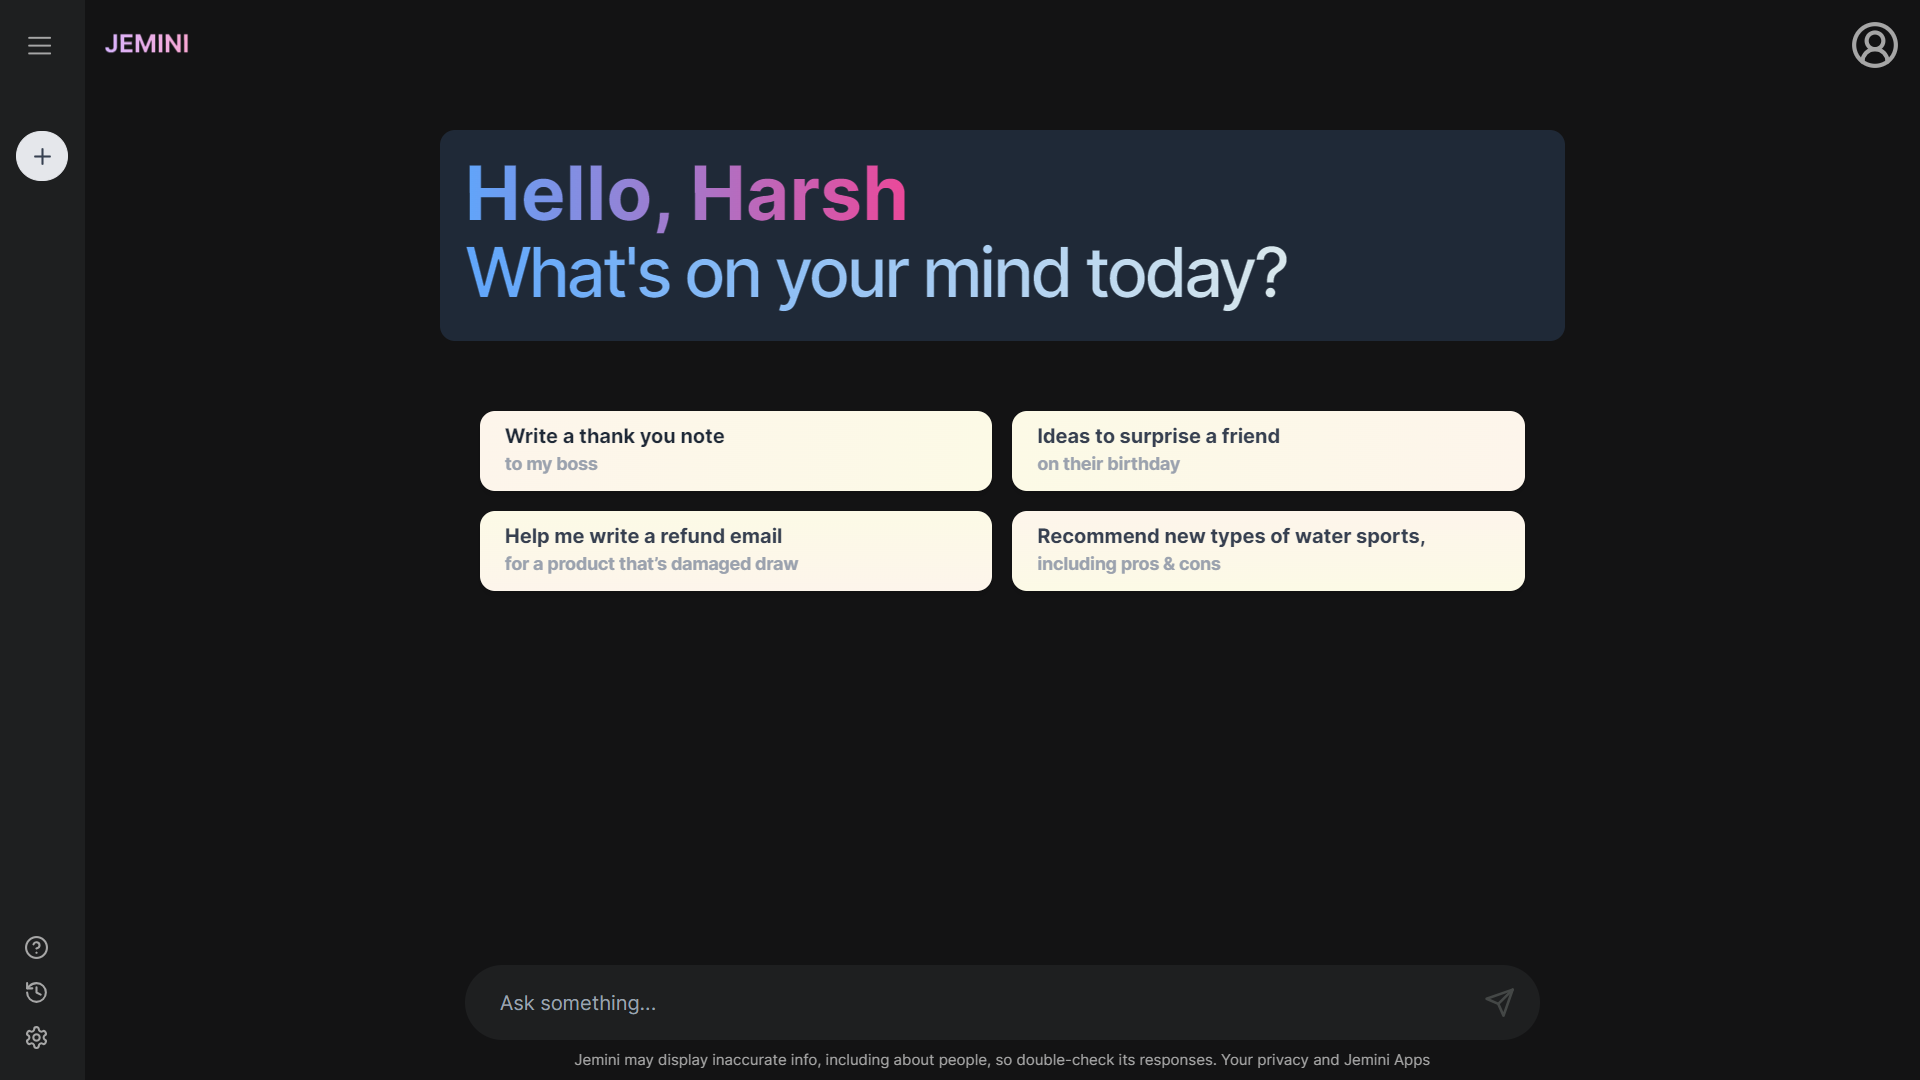 JEMINI
Hello, Harsh
What's on your mind today?
Write a thank you note
to my boss
Ideas to surprise a friend
on their birthday
Help me write a refund email
for a product that’s damaged draw
Recommend new types of water sports,
including pros & cons
Ask something...
Jemini may display inaccurate info, including about people, so double-check its responses. Your privacy and Jemini Apps